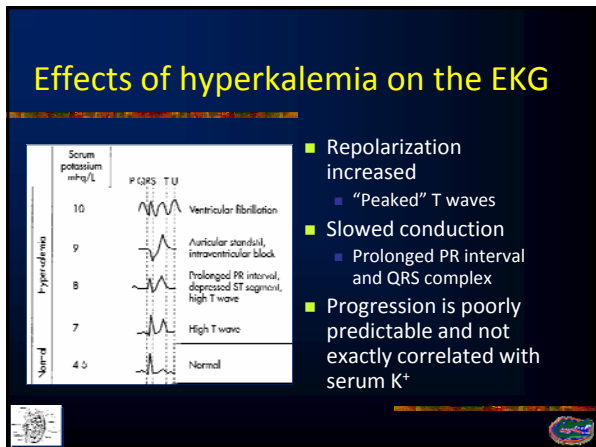 Effects of hyperkalemia on the EKG
Serum
potassium
mEq/L
P QRS T U
Hyperkalemia
10
Ventricular fibrillation
9
Auricular standstil,
intraventricular block
8
Prolonged PR interval,
depressed ST segment,
high T wave
7
High T wave
Normal
Normal
Repolarization
increased
"Peaked" T waves
Slowed conduction
Prolonged PR interval
and QRS complex
Progression is poorly
predictable and not
exactly correlated with
serum K⁺